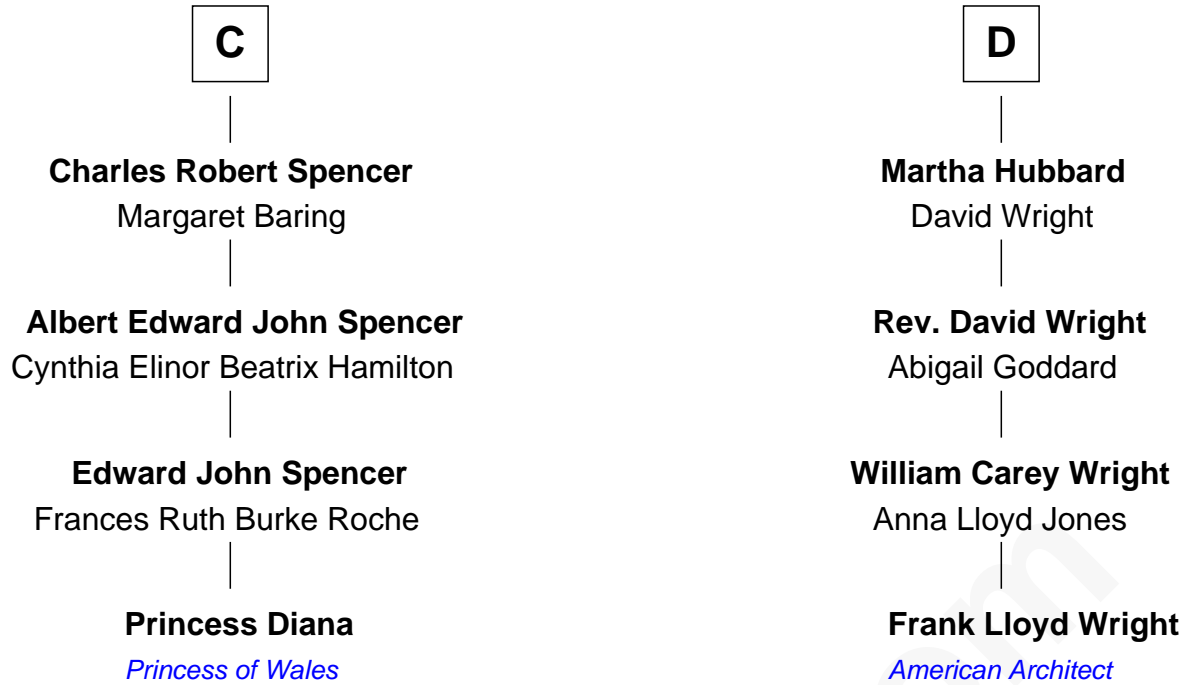 C
Charles Robert Spencer
Margaret Baring
Albert Edward John Spencer
Cynthia Elinor Beatrix Hamilton
Edward John Spencer
Frances Ruth Burke Roche
Princess Diana
Princess of Wales
D
Martha Hubbard
David Wright
Rev. David Wright
Abigail Goddard
William Carey Wright
Anna Lloyd Jones
Frank Lloyd Wright
American Architect